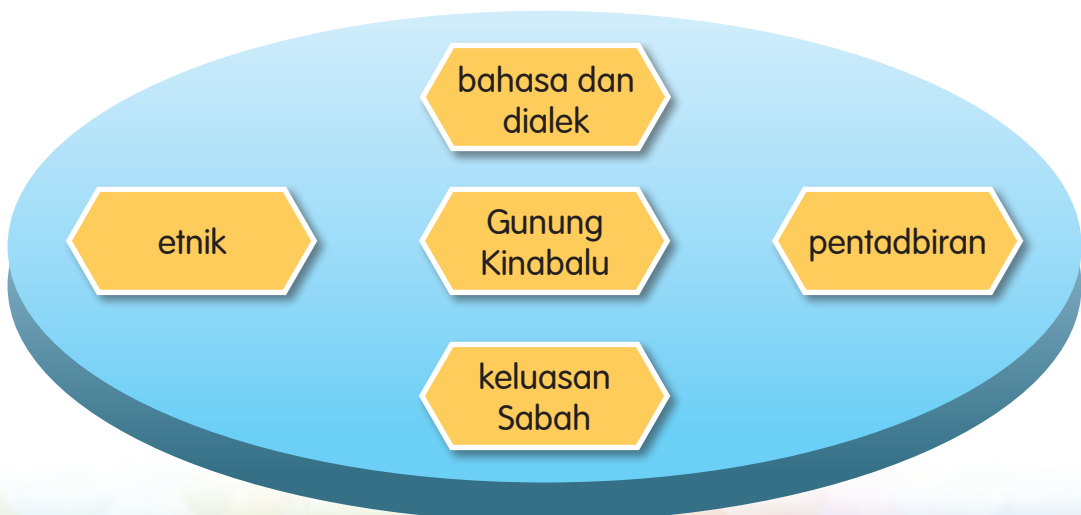 bahasa dan
dialek
etnik
Gunung
Kinabalu
pentadbiran
keluasan
Sabah